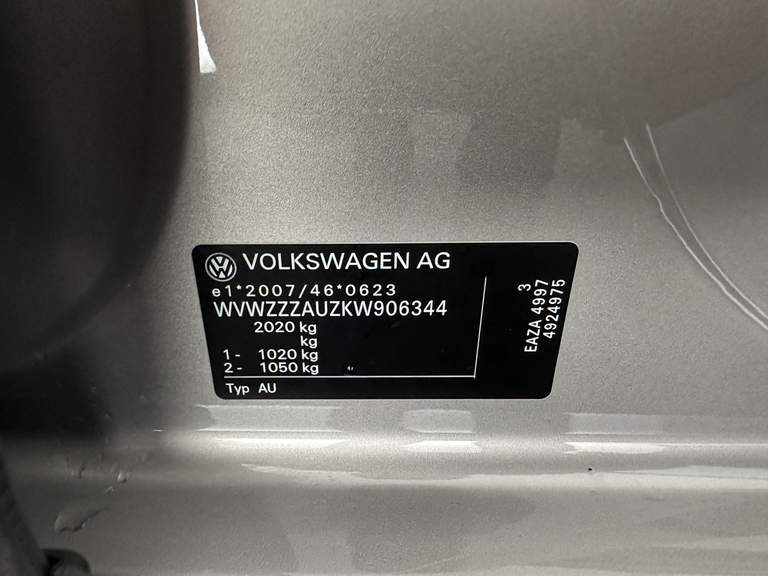 VOLKSWAGEN AG
e1*2007/46*0623
WVWZZZAUZKW906344
2020 kg
kg
1 - 1020 kg
2 - 1050 kg
Typ AU
3
EAZA 4997
4924975